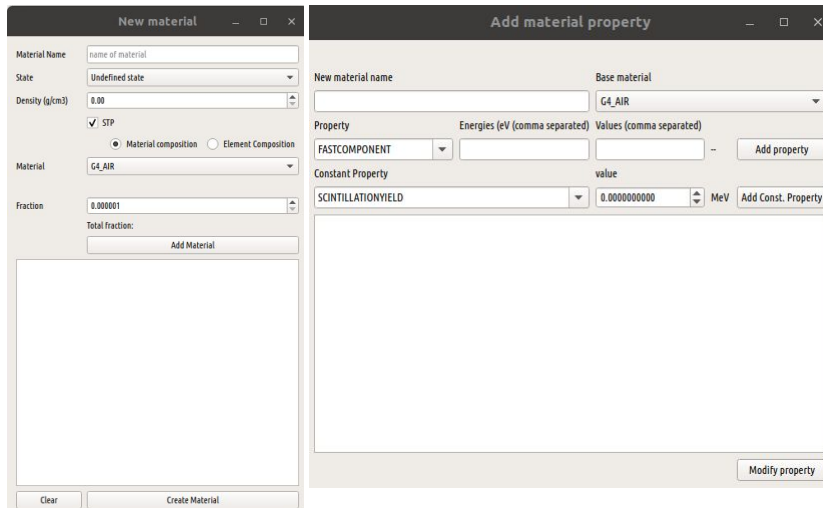 New material
Material Name name of material
State Undefined state
Density (g/cm3) 0.00
STP
Material composition Element Composition
Material G4_AIR
Fraction 0.000001
Total fraction:
Add Material
Clear Create Material
Add material property
New material name Base material
G4_AIR
Property Energies (eV (comma separated) Values (comma separated)
FASTCOMPONENT -- Add property
Constant Property value
SCINTILLATIONYIELD 0.0000000000 MeV Add Const. Property
Modify property